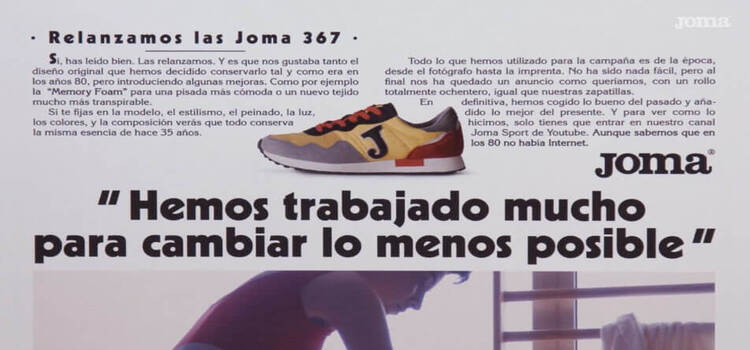 JOMA
· Relanzamos las Joma 367 ·
Sí, has leído bien. Las relanzamos. Y es que nos gustaba tanto el
diseño original que hemos decidido conservarlo tal y como era en
los años 80, pero introduciendo algunas mejoras. Como por ejemplo
la "Memory Foam" para una pisada más cómoda o un nuevo tejido
mucho más transpirable.
Si te fijas en la modelo, el estilismo, el peinado, la luz,
los colores, y la composición verás que todo conserva
la misma esencia de hace 35 años.
Todo lo que hemos utilizado para la campaña es de la época,
desde el fotógrafo hasta la imprenta. No ha sido nada fácil, pero al
final nos ha quedado un anuncio como queríamos, con un rollo
totalmente ochentero, igual que nuestras zapatillas.
En definitiva, hemos cogido lo bueno del pasado y aña-
dido lo mejor del presente. Y para ver como lo
hicimos, solo tienes que entrar en nuestro canal
Joma Sport de Youtube. Aunque sabemos que en
los 80 no había Internet.
J
JOMA®
"Hemos trabajado mucho
para cambiar lo menos posible"